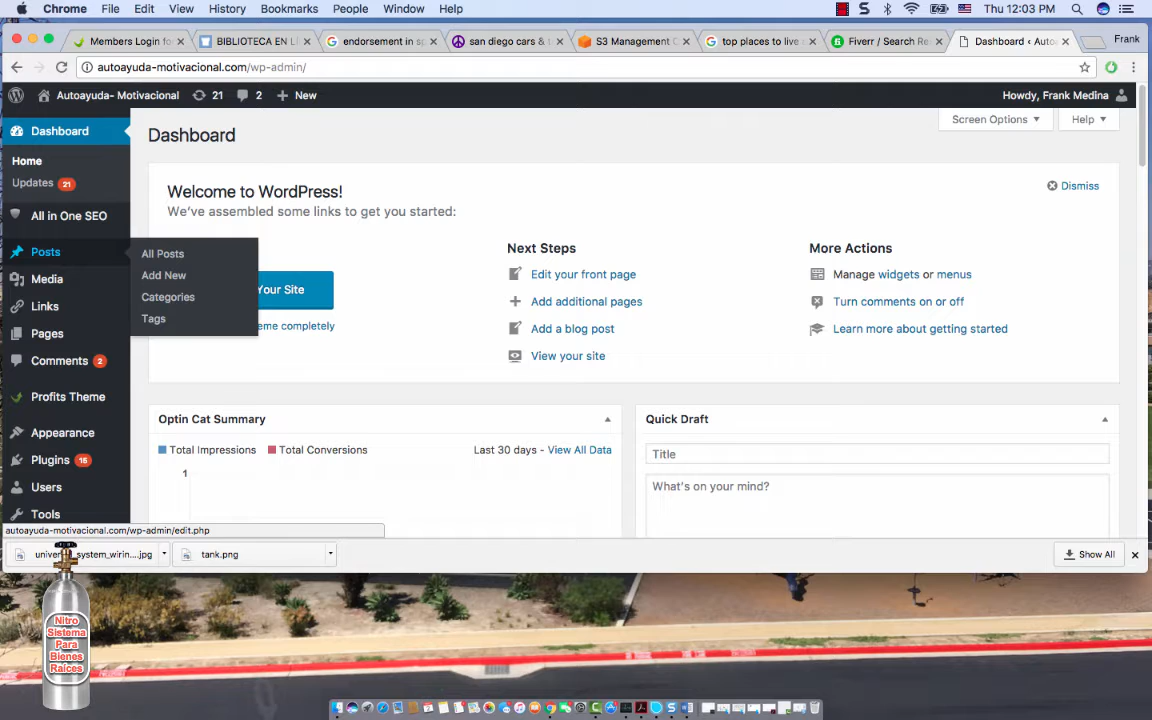 Chrome File Edit View History Bookmarks People Window Help Thu 12:03 PM
Members Login fo BIBLIOTECA EN L endorsement in s san diego cars & t S3 Management C top places to live Fiverr / Search Re Dashboard ‹ Auto Frank
autoayuda-motivacional.com/wp-admin/
Autoayuda- Motivacional 21 2 New Howdy, Frank Medina
Dashboard
Home
Updates 21
All in One SEO
Posts
Media
Links
Pages
Comments 2
Profits Theme
Appearance
Plugins 15
Users
Tools
All Posts
Add New
Categories
Tags
Screen Options Help
Dashboard
Welcome to WordPress!
We've assembled some links to get you started:
Dismiss
Your Site
eme completely
Next Steps
Edit your front page
Add additional pages
Add a blog post
View your site
More Actions
Manage widgets or menus
Turn comments on or off
Learn more about getting started
Optin Cat Summary
Total Impressions Total Conversions Last 30 days - View All Data
1
Quick Draft
Title
What's on your mind?
autoayuda-motivacional.com/wp-admin/edit.php
univer system_wirin....jpg tank.png Show All
Nitro
Sistema
Para
Bienes
Raices